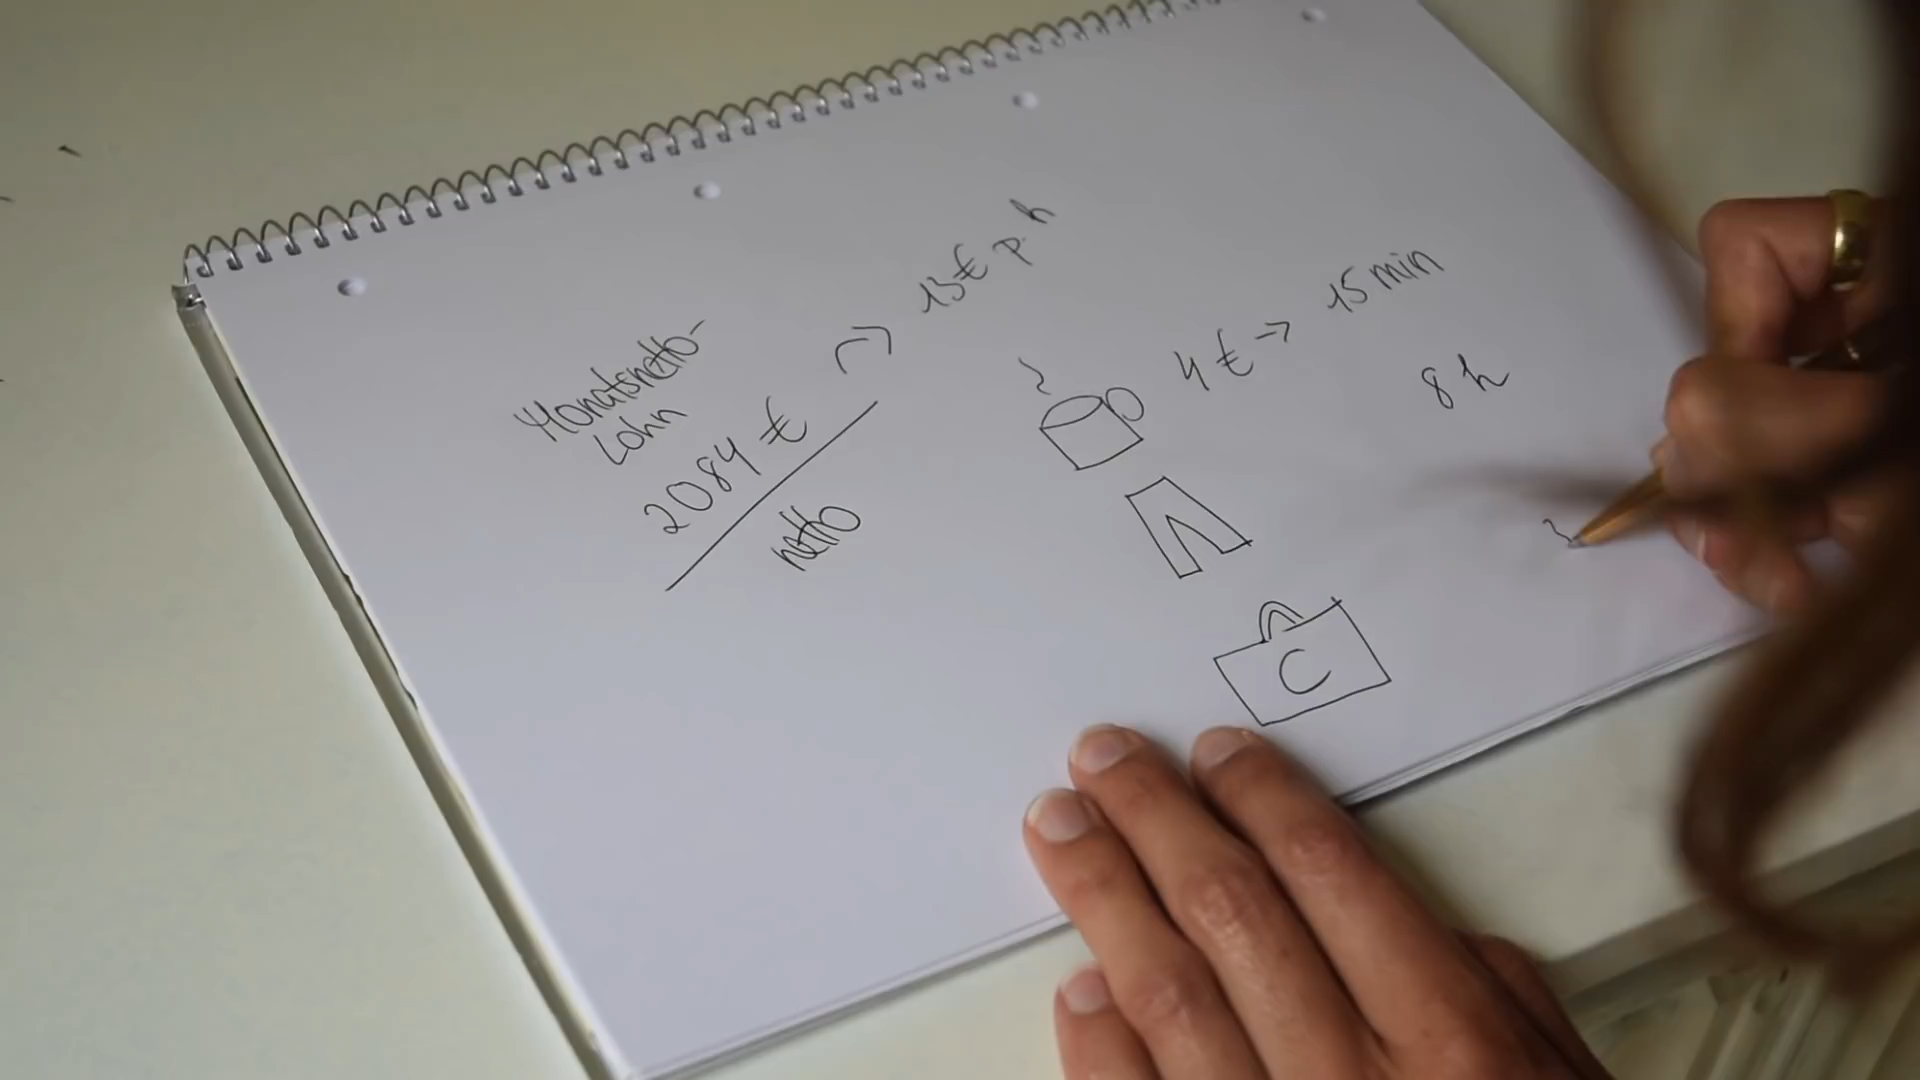 Monatsnetto-
Lohn
2084 €
netto
13€ p. h
4 € → 15 min
8 h
C